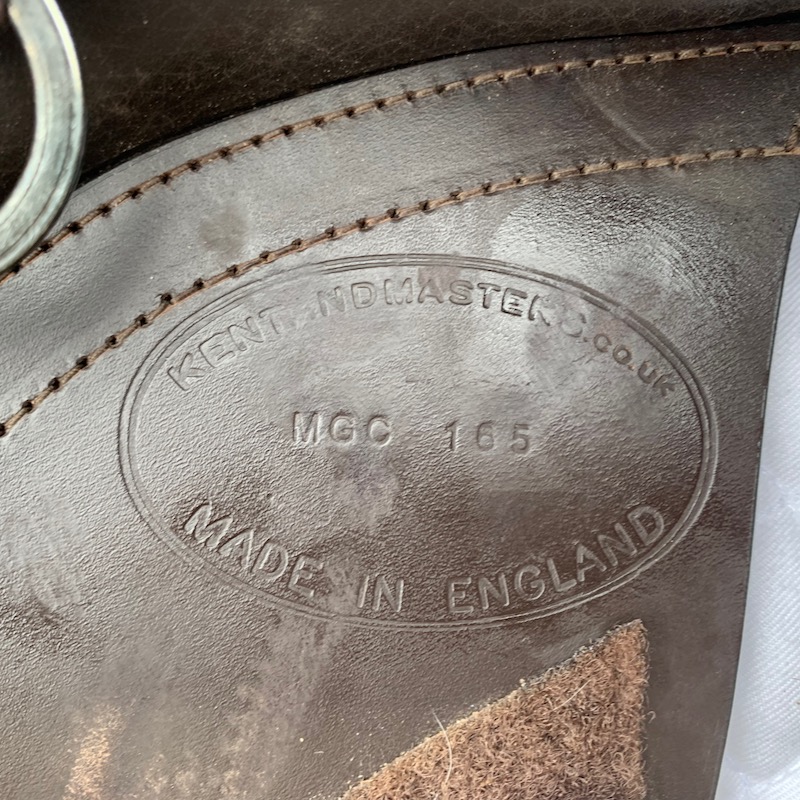 KENTANDMASTERS.co.uk
MGC 165
MADE IN ENGLAND